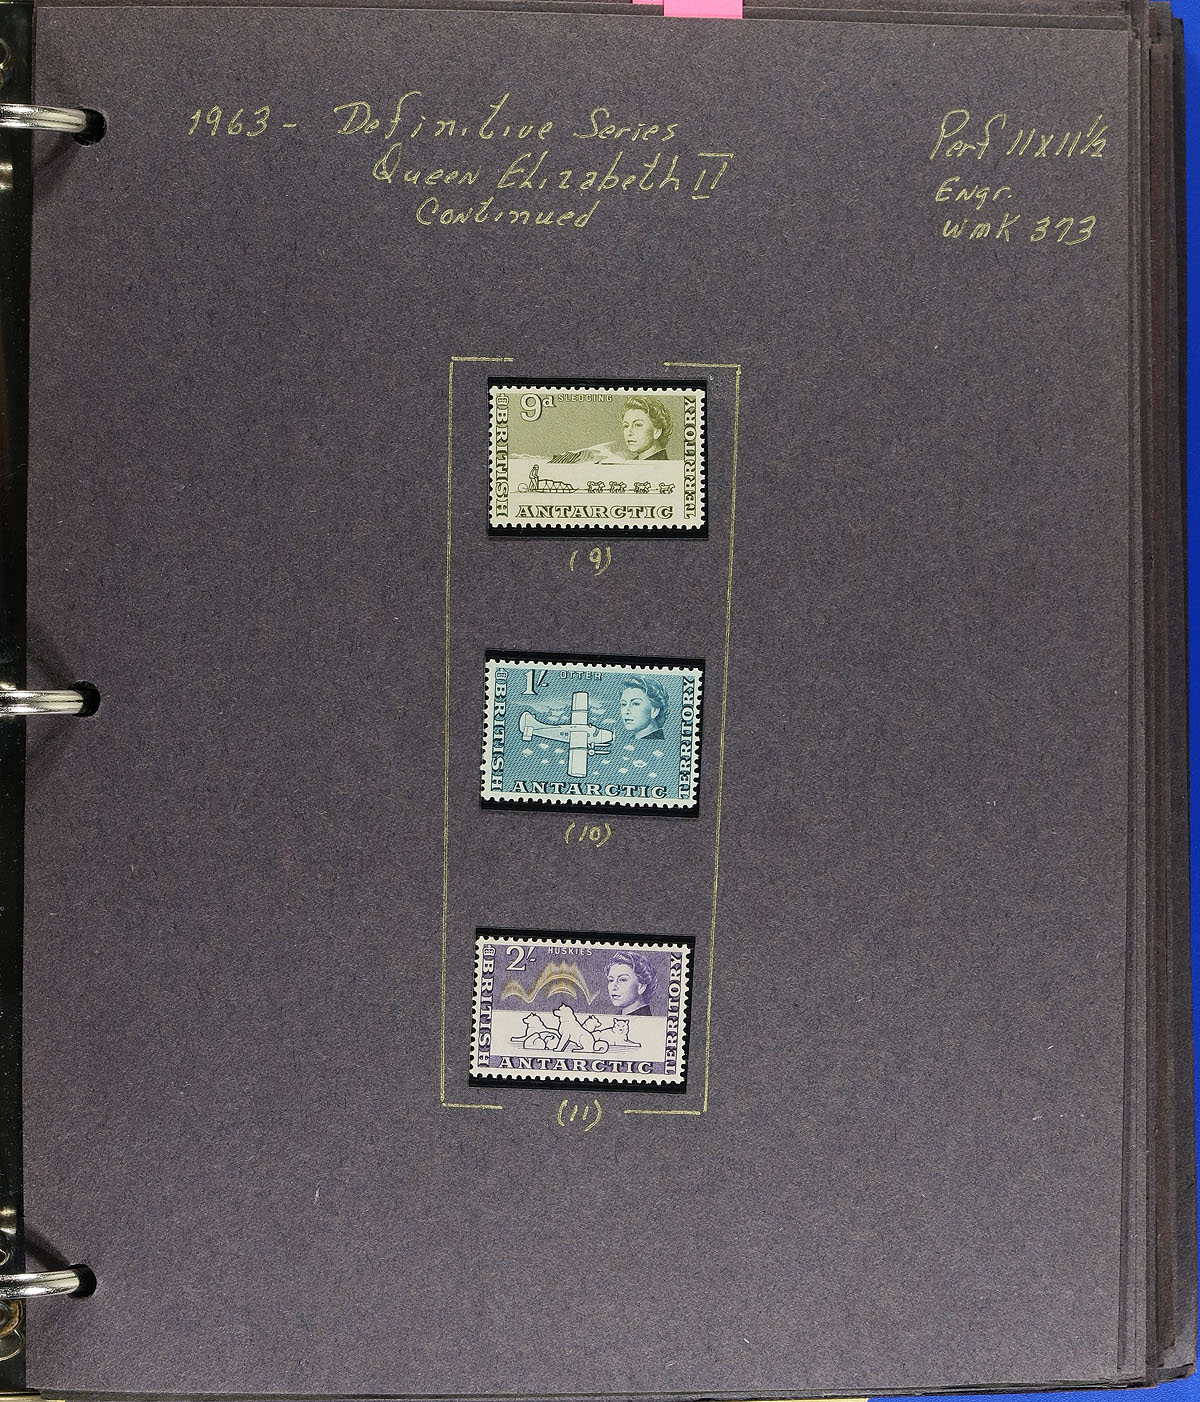 1963 - Definitive Series
Queen Elizabeth II
Continued
Perf 11x11½
Engr.
Wmk 373
9d SLEDGING
BRITISH
ANTARCTIC
TERRITORY
(9)
1/- OTTER
BRITISH
ANTARCTIC
TERRITORY
(10)
2/- HUSKIES
BRITISH
ANTARCTIC
TERRITORY
(11)